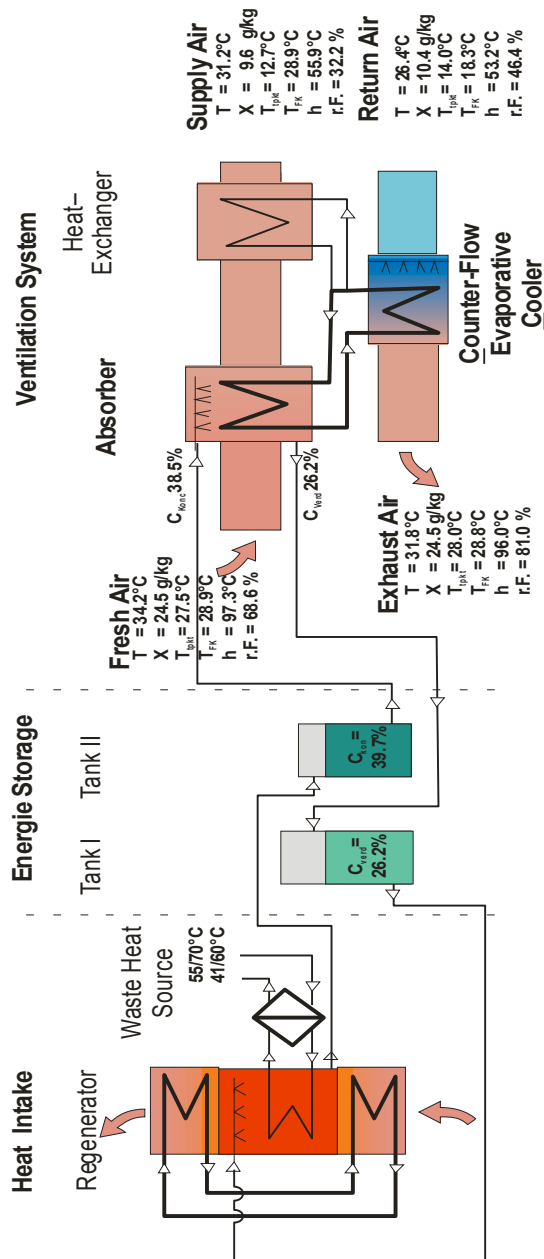 Heat Intake
Energie Storage
Ventilation System
Regenerator
Waste Heat
Source
55/70°C
41/60°C
Tank I
Tank II
C_verd =
26.2%
C_kon =
39.7%
Absorber
Heat–
Exchanger
C_Konc 38.5%
C_Verd 26.2%
Fresh Air
T = 34.2°C
X = 24.5 g/kg
T_tpkt = 27.5°C
T_FK = 28.9°C
h = 97.3°C
r.F. = 68.6 %
Supply Air
T = 31.2°C
X = 9.6 g/kg
T_tpkt = 12.7°C
T_FK = 28.9°C
h = 55.9°C
r.F. = 32.2 %
Return Air
T = 26.4°C
X = 10.4 g/kg
T_tpkt = 14.0°C
T_FK = 18.3°C
h = 53.2°C
r.F. = 46.4 %
Counter-Flow
Evaporative
Cooler
Exhaust Air
T = 31.8°C
X = 24.5 g/kg
T_tpkt = 28.0°C
T_FK = 28.8°C
h = 96.0°C
r.F. = 81.0 %